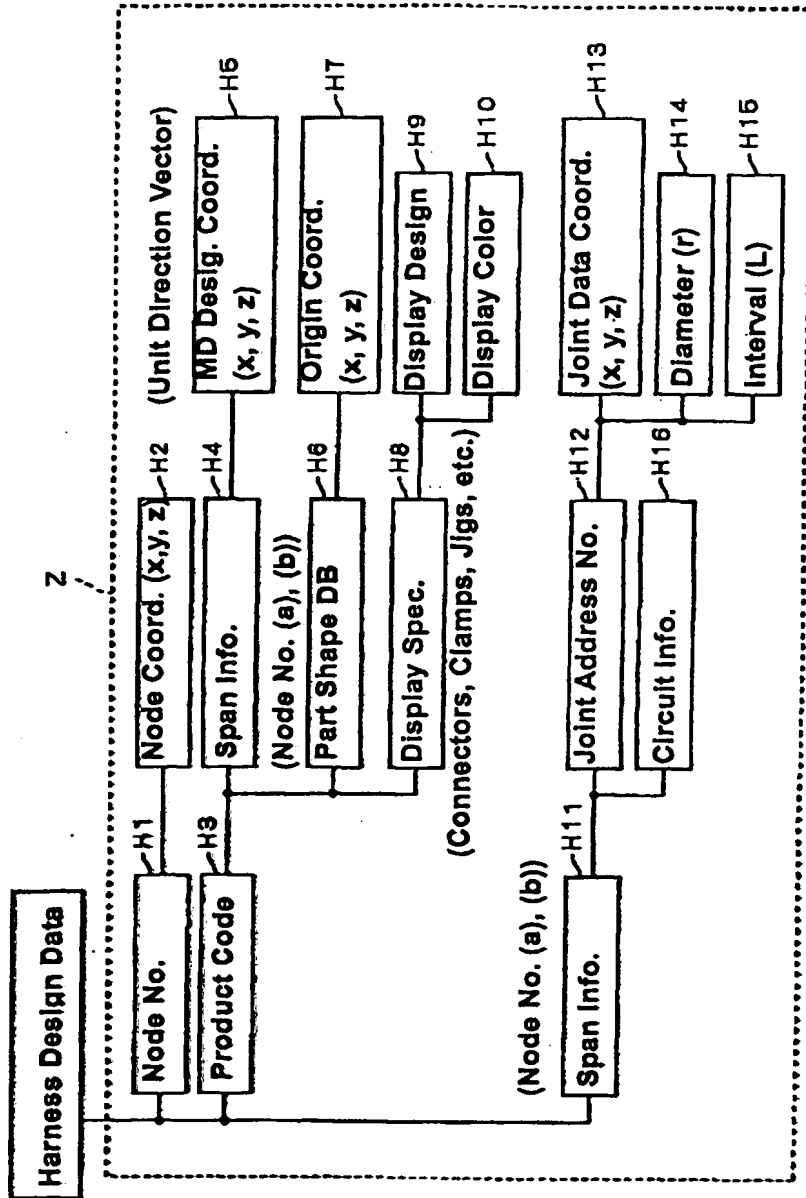 Harness Design Data
Z
Node No.
H1
Node Coord. (x,y, z)
H2
(Unit Direction Vector)
Product Code
H3
Span Info.
H4
MD Desig. Coord.
(x, y, z)
H5
(Node No. (a), (b))
Part Shape DB
H6
Origin Coord.
(x, y, z)
H7
Display Spec.
H8
Display Design
H9
Display Color
H10
(Connectors, Clamps, Jigs, etc.)
(Node No. (a), (b))
Span Info.
H11
Joint Address No.
H12
Joint Data Coord.
(x, y, z)
H13
Diameter (r)
H14
Interval (L)
H15
Circuit Info.
H16